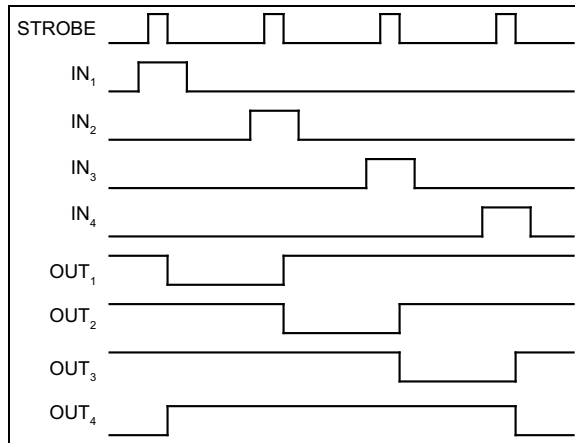 STROBE
IN₁
IN₂
IN₃
IN₄
OUT₁
OUT₂
OUT₃
OUT₄